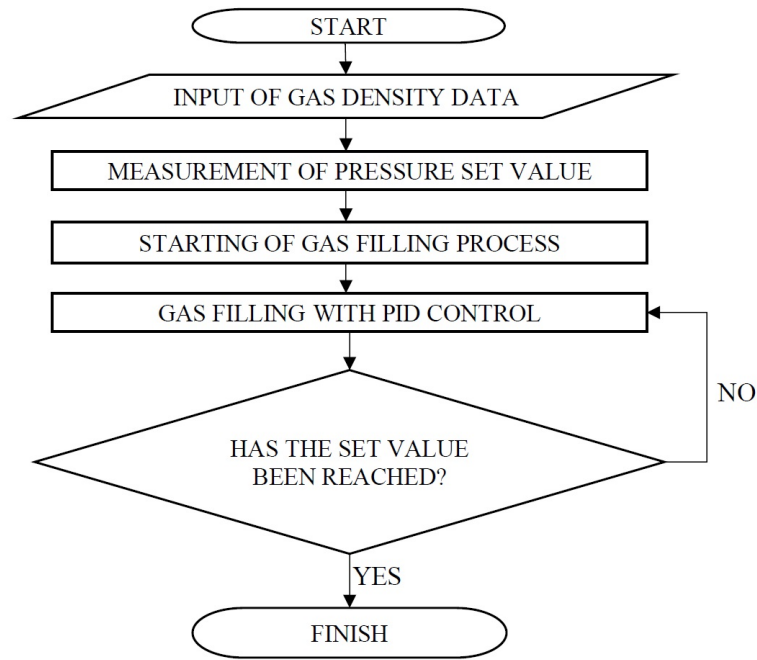 START
INPUT OF GAS DENSITY DATA
MEASUREMENT OF PRESSURE SET VALUE
STARTING OF GAS FILLING PROCESS
GAS FILLING WITH PID CONTROL
NO
HAS THE SET VALUE
BEEN REACHED?
YES
FINISH